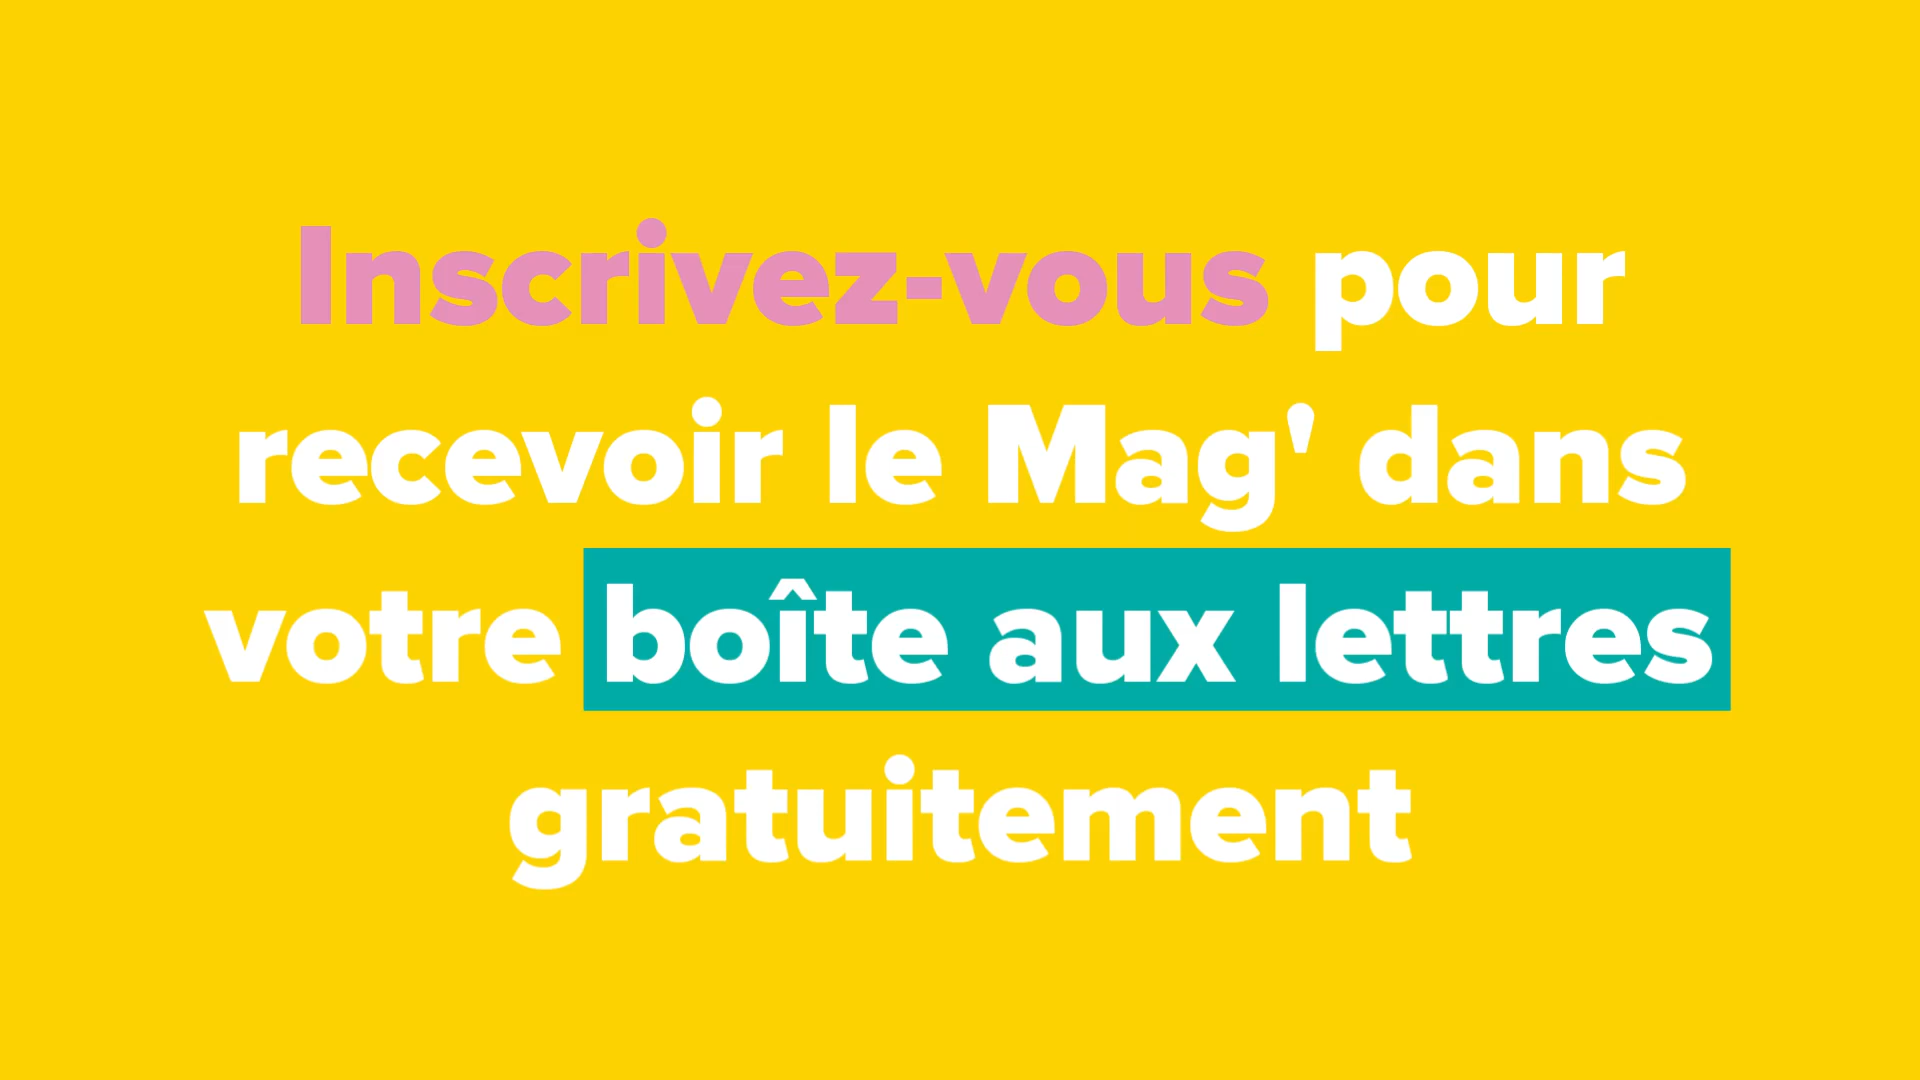 Inscrivez-vous pour
recevoir le Mag' dans
votre boîte aux lettres
gratuitement